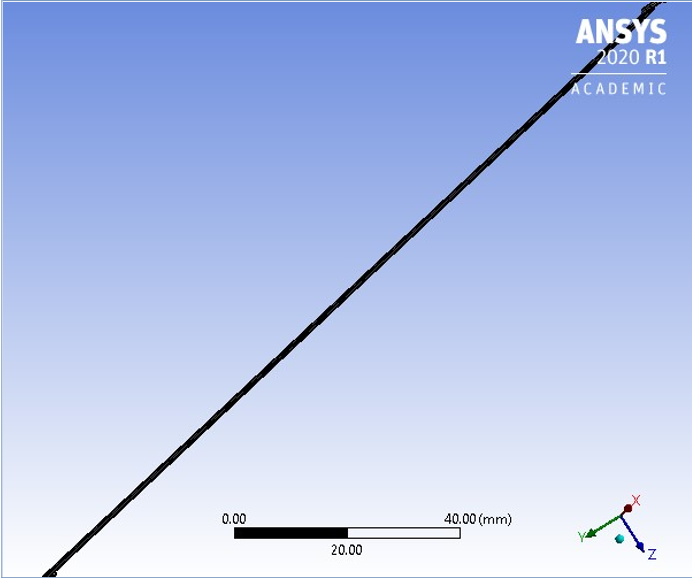 ANSYS
2020 R1
ACADEMIC
0.00
40.00 (mm)
20.00
X
Y
Z